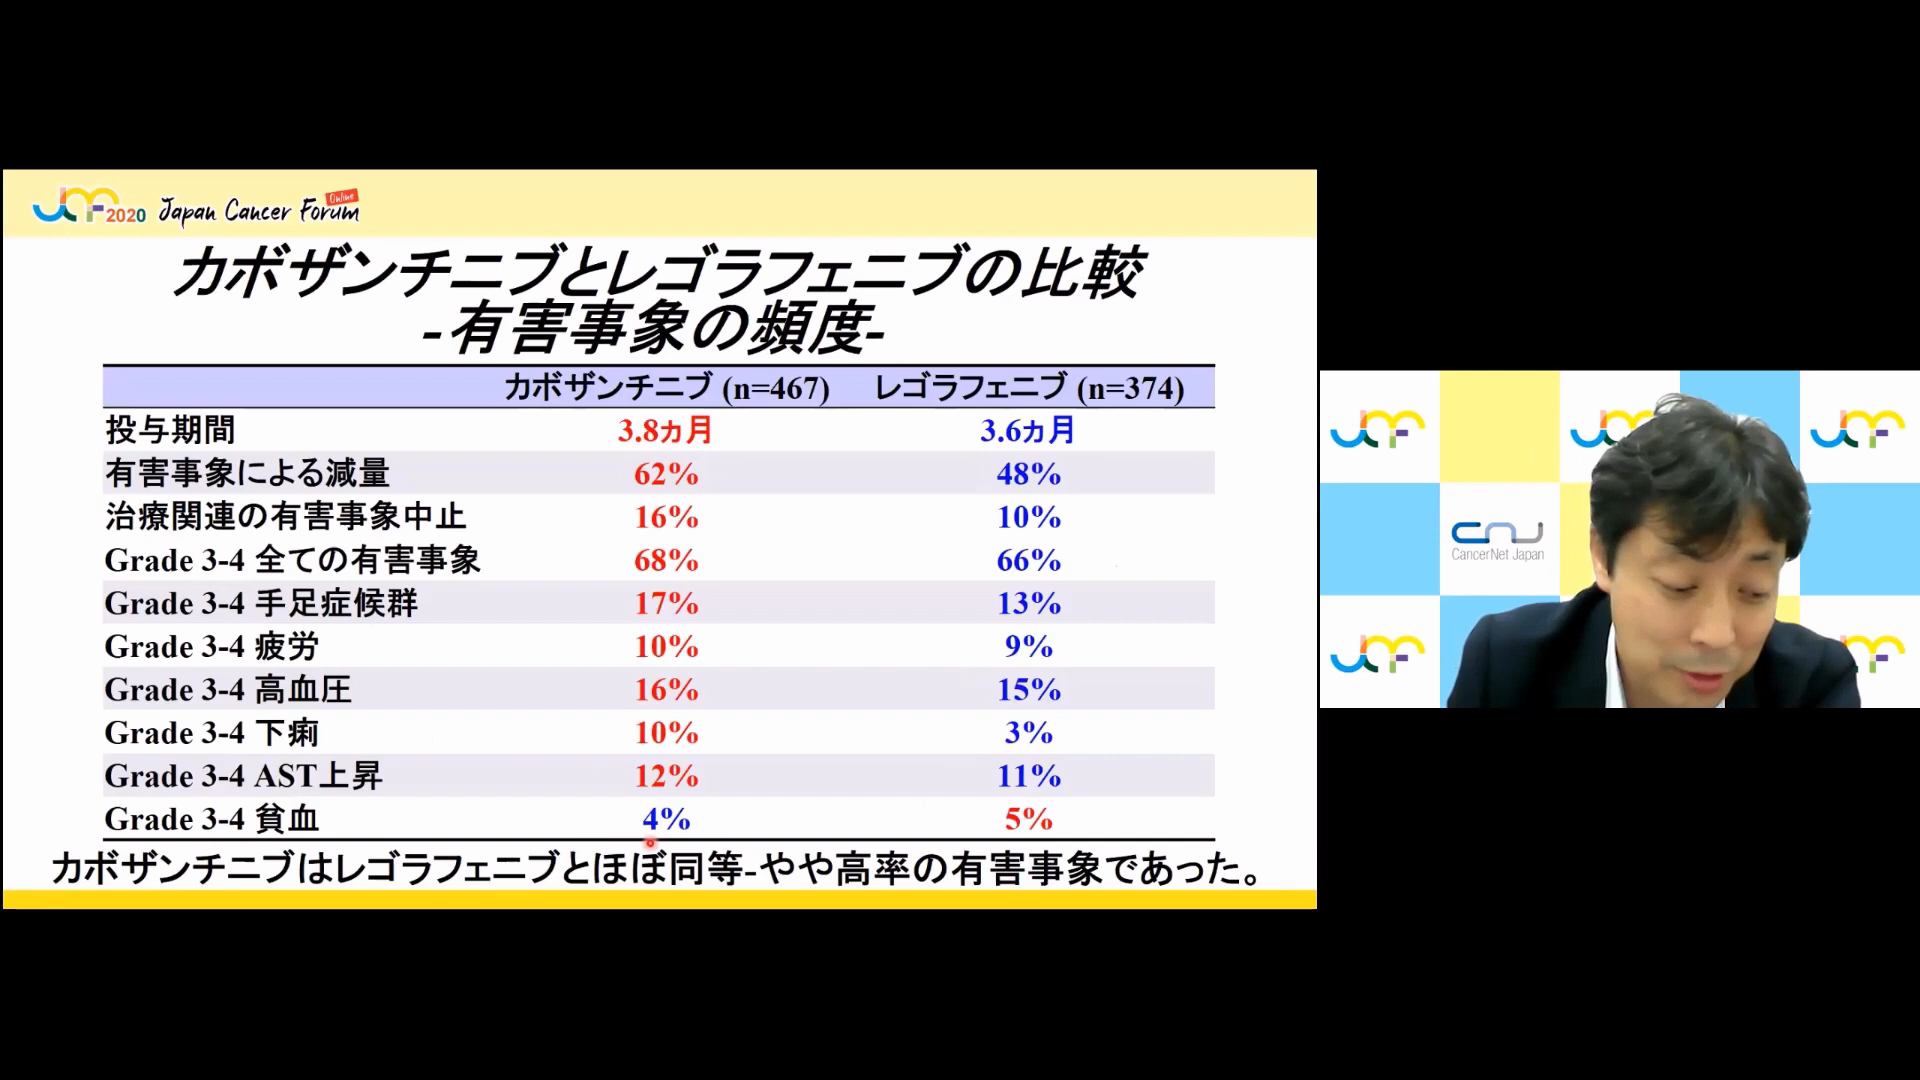 JCF2020 Japan Cancer Forum Online
カボザンチニブとレゴラフェニブの比較
-有害事象の頻度-
カボザンチニブ (n=467) レゴラフェニブ (n=374)
投与期間 3.8カ月 3.6カ月
有害事象による減量 62% 48%
治療関連の有害事象中止 16% 10%
Grade 3-4 全ての有害事象 68% 66%
Grade 3-4 手足症候群 17% 13%
Grade 3-4 疲労 10% 9%
Grade 3-4 高血圧 16% 15%
Grade 3-4 下痢 10% 3%
Grade 3-4 AST上昇 12% 11%
Grade 3-4 貧血 4% 5%
カボザンチニブはレゴラフェニブとほぼ同等-やや高率の有害事象であった。
JCF JCF JCF
CNJ
CancerNet Japan
JCF JCF